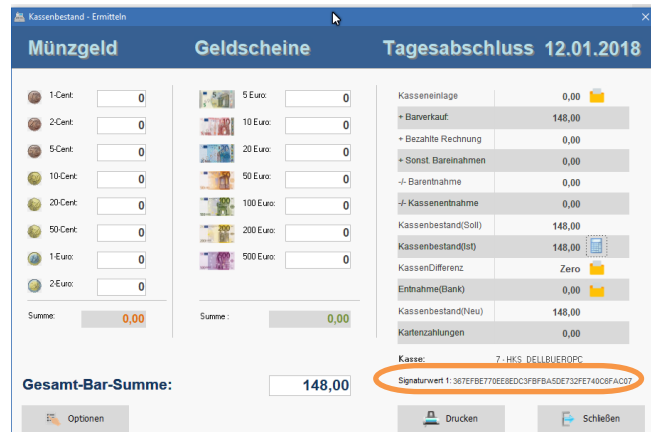 Kassenbestand - Ermitteln
Münzgeld Geldscheine Tagesabschluss 12.01.2018
1-Cent: 0
2-Cent: 0
5-Cent: 0
10-Cent: 0
20-Cent: 0
50-Cent: 0
1-Euro: 0
2-Euro: 0
Summe: 0,00
5 Euro: 0
10 Euro: 0
20 Euro: 0
50 Euro: 0
100 Euro: 0
200 Euro: 0
500 Euro: 0
Summe : 0,00
Kasseneinlage 0,00
+ Barverkauf: 148,00
+ Bezahlte Rechnung 0,00
+ Sonst. Bareinahmen 0,00
-/- Barentnahme 0,00
-/- Kassenentnahme 0,00
Kassenbestand(Soll) 148,00
Kassenbestand(Ist) 148,00
KassenDifferenz Zero
Entnahme(Bank) 0,00
Kassenbestand(Neu) 148,00
Kartenzahlungen 0,00
Kasse: 7 - HKS DELLBUEROPC
Gesamt-Bar-Summe: 148,00
Signaturwert 1: 367EFBE770EE8EDC3FBFBA5DE732FE740C6FAC07
Optionen Drucken Schließen